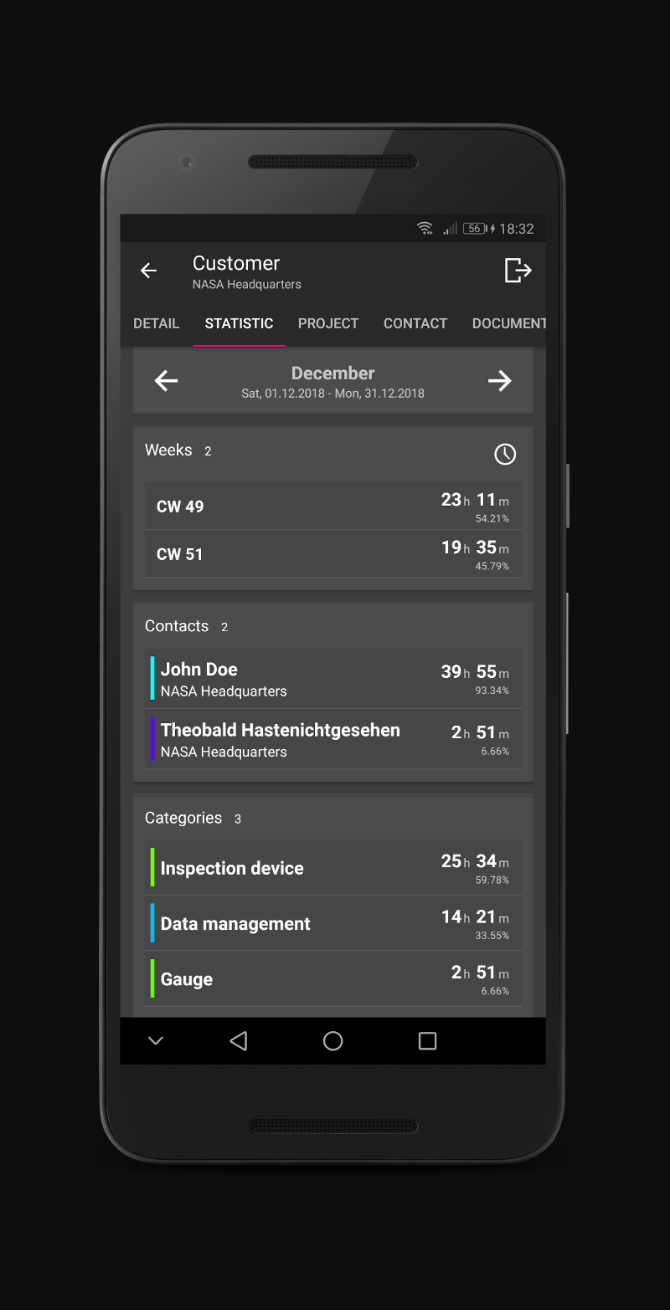 56 18:32
Customer
NASA Headquarters
DETAIL STATISTIC PROJECT CONTACT DOCUMENT
December
Sat, 01.12.2018 - Mon, 31.12.2018
Weeks 2
CW 49 23 h 11 m
54.21%
CW 51 19 h 35 m
45.79%
Contacts 2
John Doe 39 h 55 m
NASA Headquarters 93.34%
Theobald Hastenichtgesehen 2 h 51 m
NASA Headquarters 6.66%
Categories 3
Inspection device 25 h 34 m
59.78%
Data management 14 h 21 m
33.55%
Gauge 2 h 51 m
6.66%